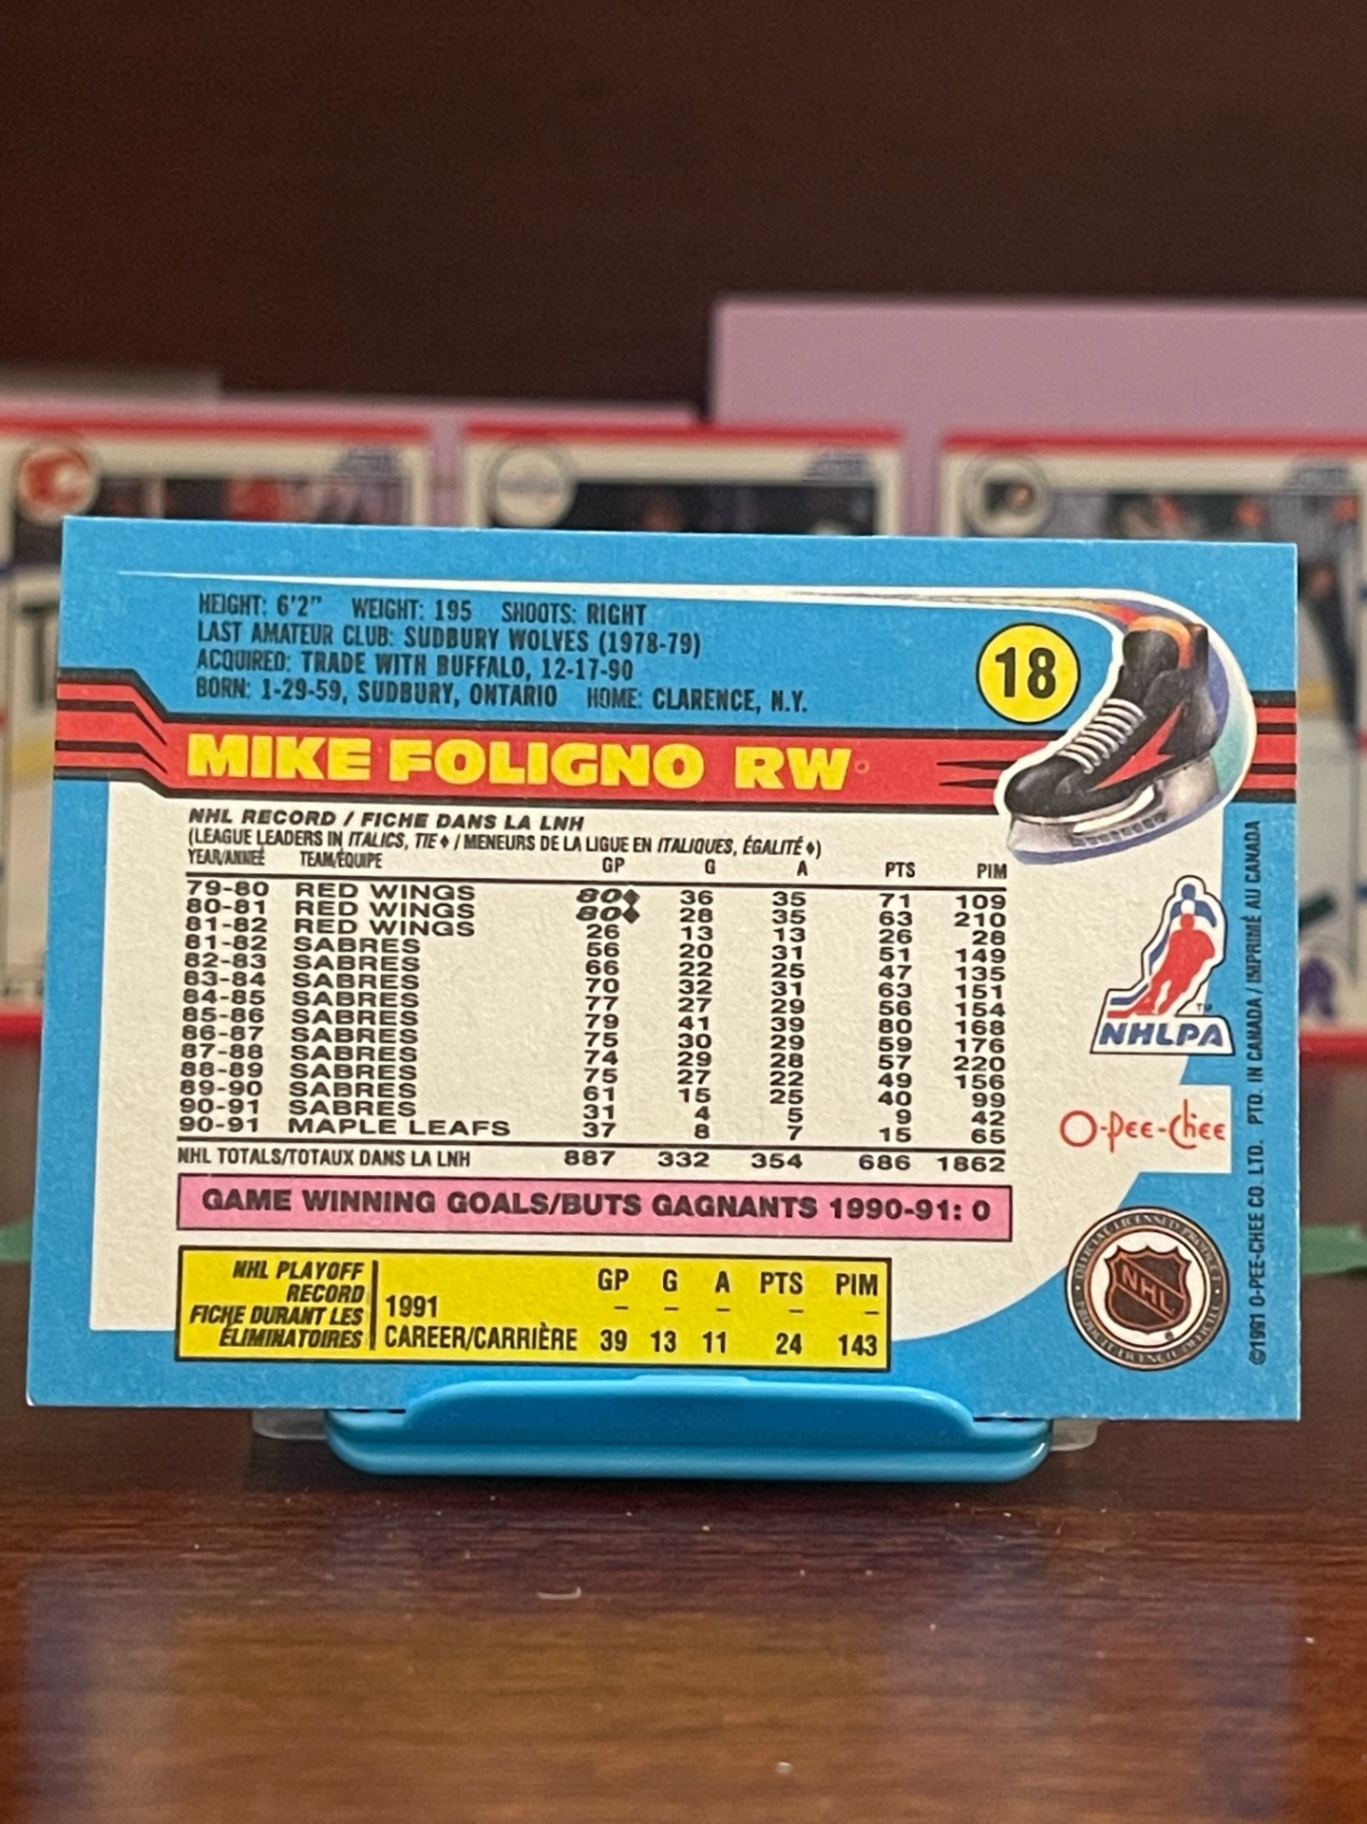 HEIGHT: 6'2" WEIGHT: 195 SHOOTS: RIGHT
LAST AMATEUR CLUB: SUDBURY WOLVES (1978-79)
ACQUIRED: TRADE WITH BUFFALO, 12-17-90
BORN: 1-29-59, SUDBURY, ONTARIO HOME: CLARENCE, N.Y.
18
MIKE FOLIGNO RW
NHL RECORD / FICHE DANS LA LNH
(LEAGUE LEADERS IN ITALICS, TIE ♦ / MENEURS DE LA LIGUE EN ITALIQUES, ÉGALITÉ ♦)
YEAR/ANNEÉ TEAM/ÉQUIPE GP G A PTS PIM
79-80 RED WINGS 80♦ 36 35 71 109
80-81 RED WINGS 80♦ 28 35 63 210
81-82 RED WINGS 26 13 13 26 28
81-82 SABRES 56 20 31 51 149
82-83 SABRES 66 22 25 47 135
83-84 SABRES 70 32 31 63 151
84-85 SABRES 77 27 29 56 154
85-86 SABRES 79 41 39 80 168
86-87 SABRES 75 30 29 59 176
87-88 SABRES 74 29 28 57 220
88-89 SABRES 75 27 22 49 156
89-90 SABRES 61 15 25 40 99
90-91 SABRES 31 4 5 9 42
90-91 MAPLE LEAFS 37 8 7 15 65
NHL TOTALS/TOTAUX DANS LA LNH 887 332 354 686 1862
GAME WINNING GOALS/BUTS GAGNANTS 1990-91: 0
NHL PLAYOFF
RECORD
FICHE DURANT LES
ÉLIMINATOIRES
GP G A PTS PIM
1991 – – – – –
CAREER/CARRIÈRE 39 13 11 24 143
TM
NHLPA
O-Pee-Chee
OFFICIAL LICENSED PRODUCT
NHL
PRODUIT LICENCIÉ OFFICIEL
©1991 O-PEE-CHEE CO. LTD. PTD. IN CANADA / IMPRIMÉ AU CANADA